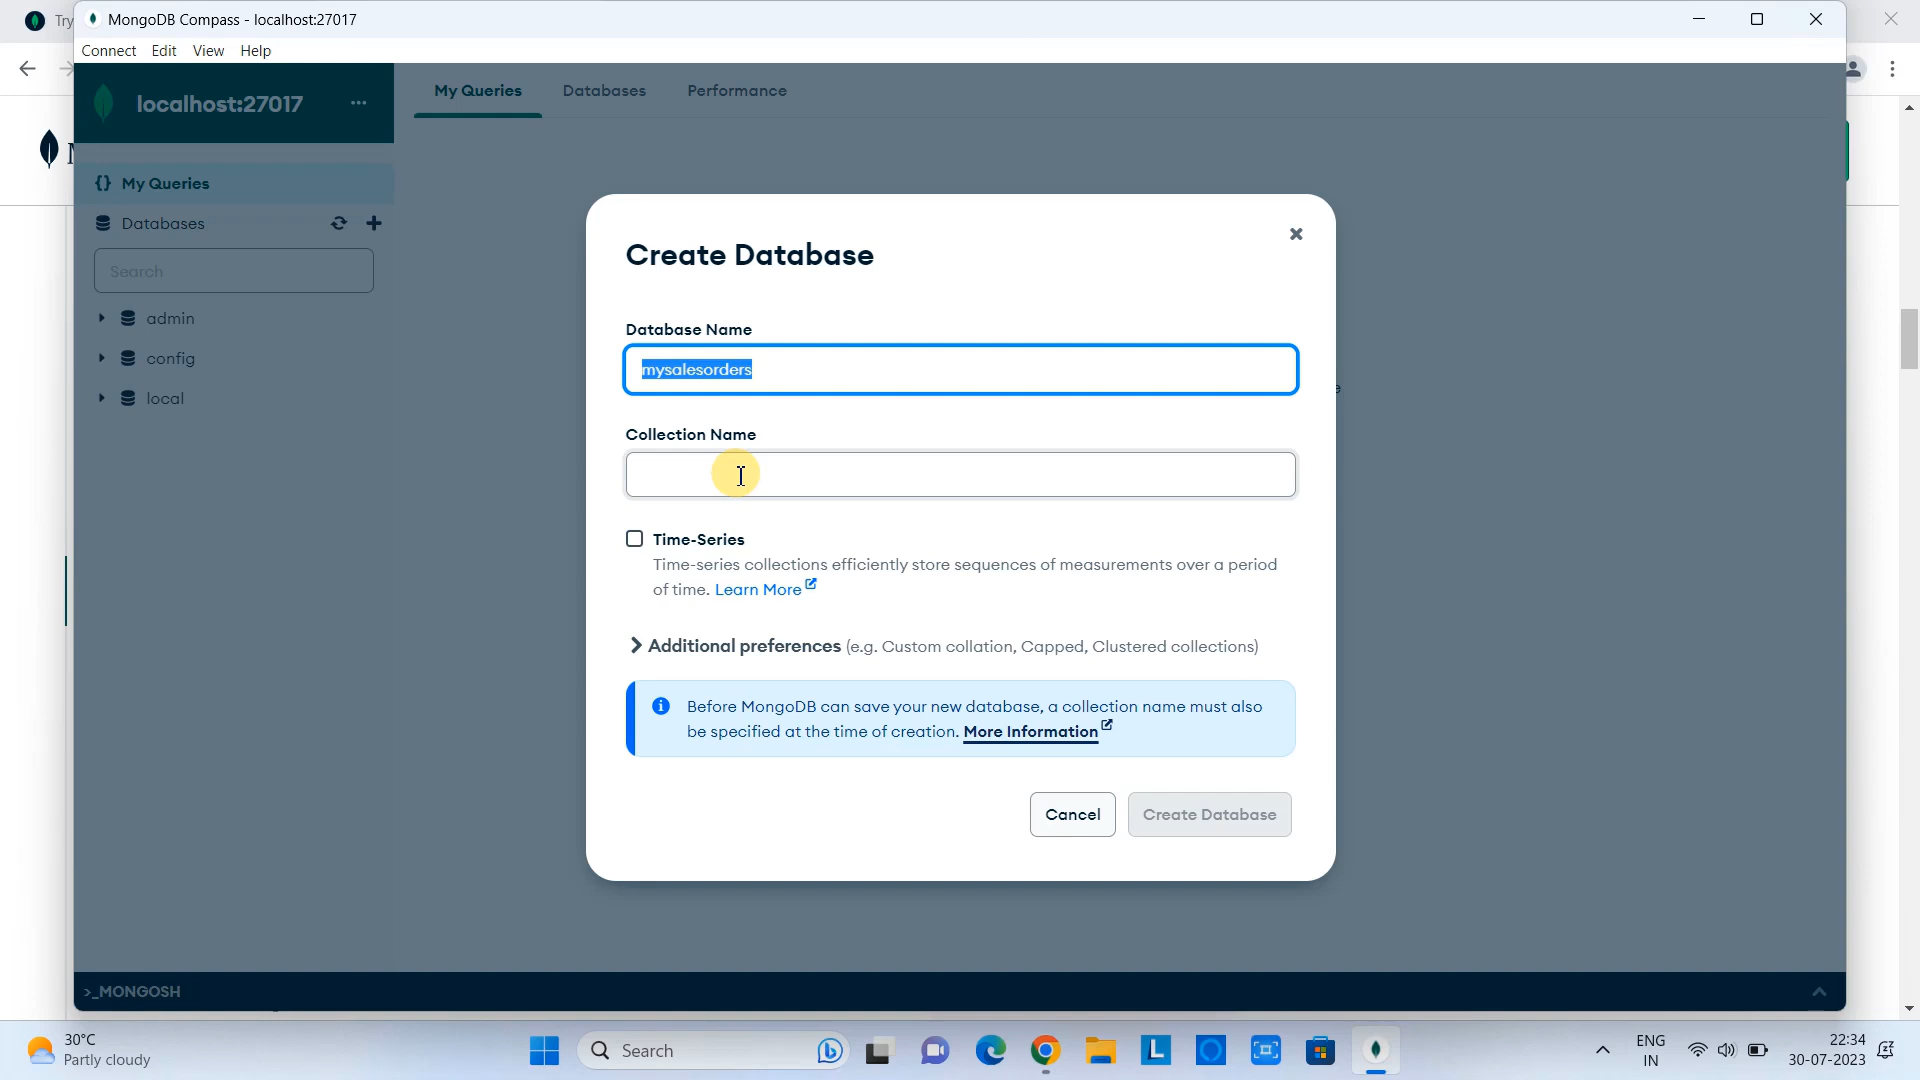 Try
MongoDB Compass - localhost:27017
Connect Edit View Help
localhost:27017 ...
My Queries Databases Performance
{} My Queries
Databases
Search
admin
config
local
Create Database
Database Name
mysalesorders
Collection Name
Time-Series
Time-series collections efficiently store sequences of measurements over a period
of time. Learn More
Additional preferences (e.g. Custom collation, Capped, Clustered collections)
Before MongoDB can save your new database, a collection name must also
be specified at the time of creation. More Information
Cancel Create Database
>_MONGOSH
30°C
Partly cloudy
Search
ENG
IN
22:34
30-07-2023